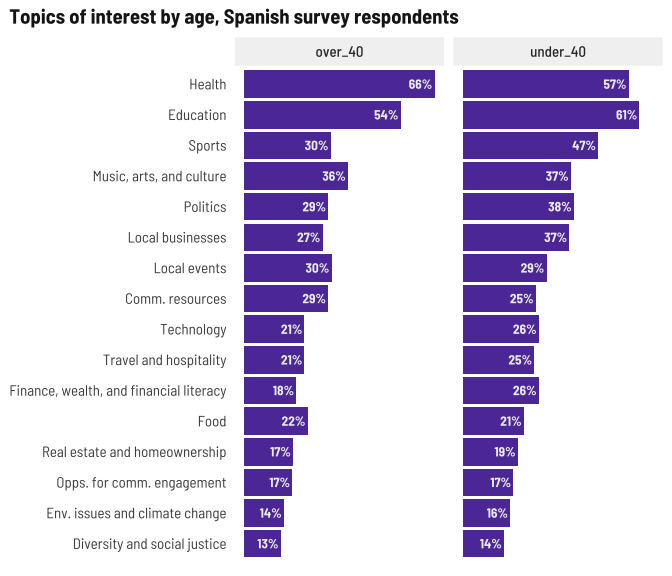 Topics of interest by age, Spanish survey respondents
over_40 under_40
Health 66% 57%
Education 54% 61%
Sports 30% 47%
Music, arts, and culture 36% 37%
Politics 29% 38%
Local businesses 27% 37%
Local events 30% 29%
Comm. resources 29% 25%
Technology 21% 26%
Travel and hospitality 21% 25%
Finance, wealth, and financial literacy 18% 26%
Food 22% 21%
Real estate and homeownership 17% 19%
Opps. for comm. engagement 17% 17%
Env. issues and climate change 14% 16%
Diversity and social justice 13% 14%